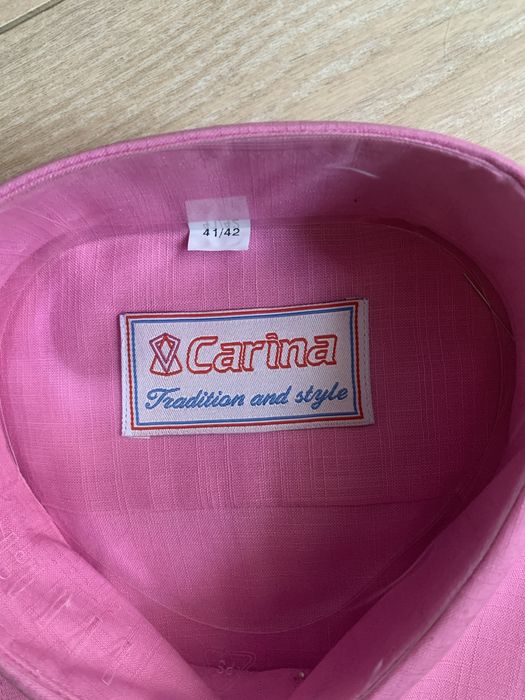 41/42
Carina
Tradition and style